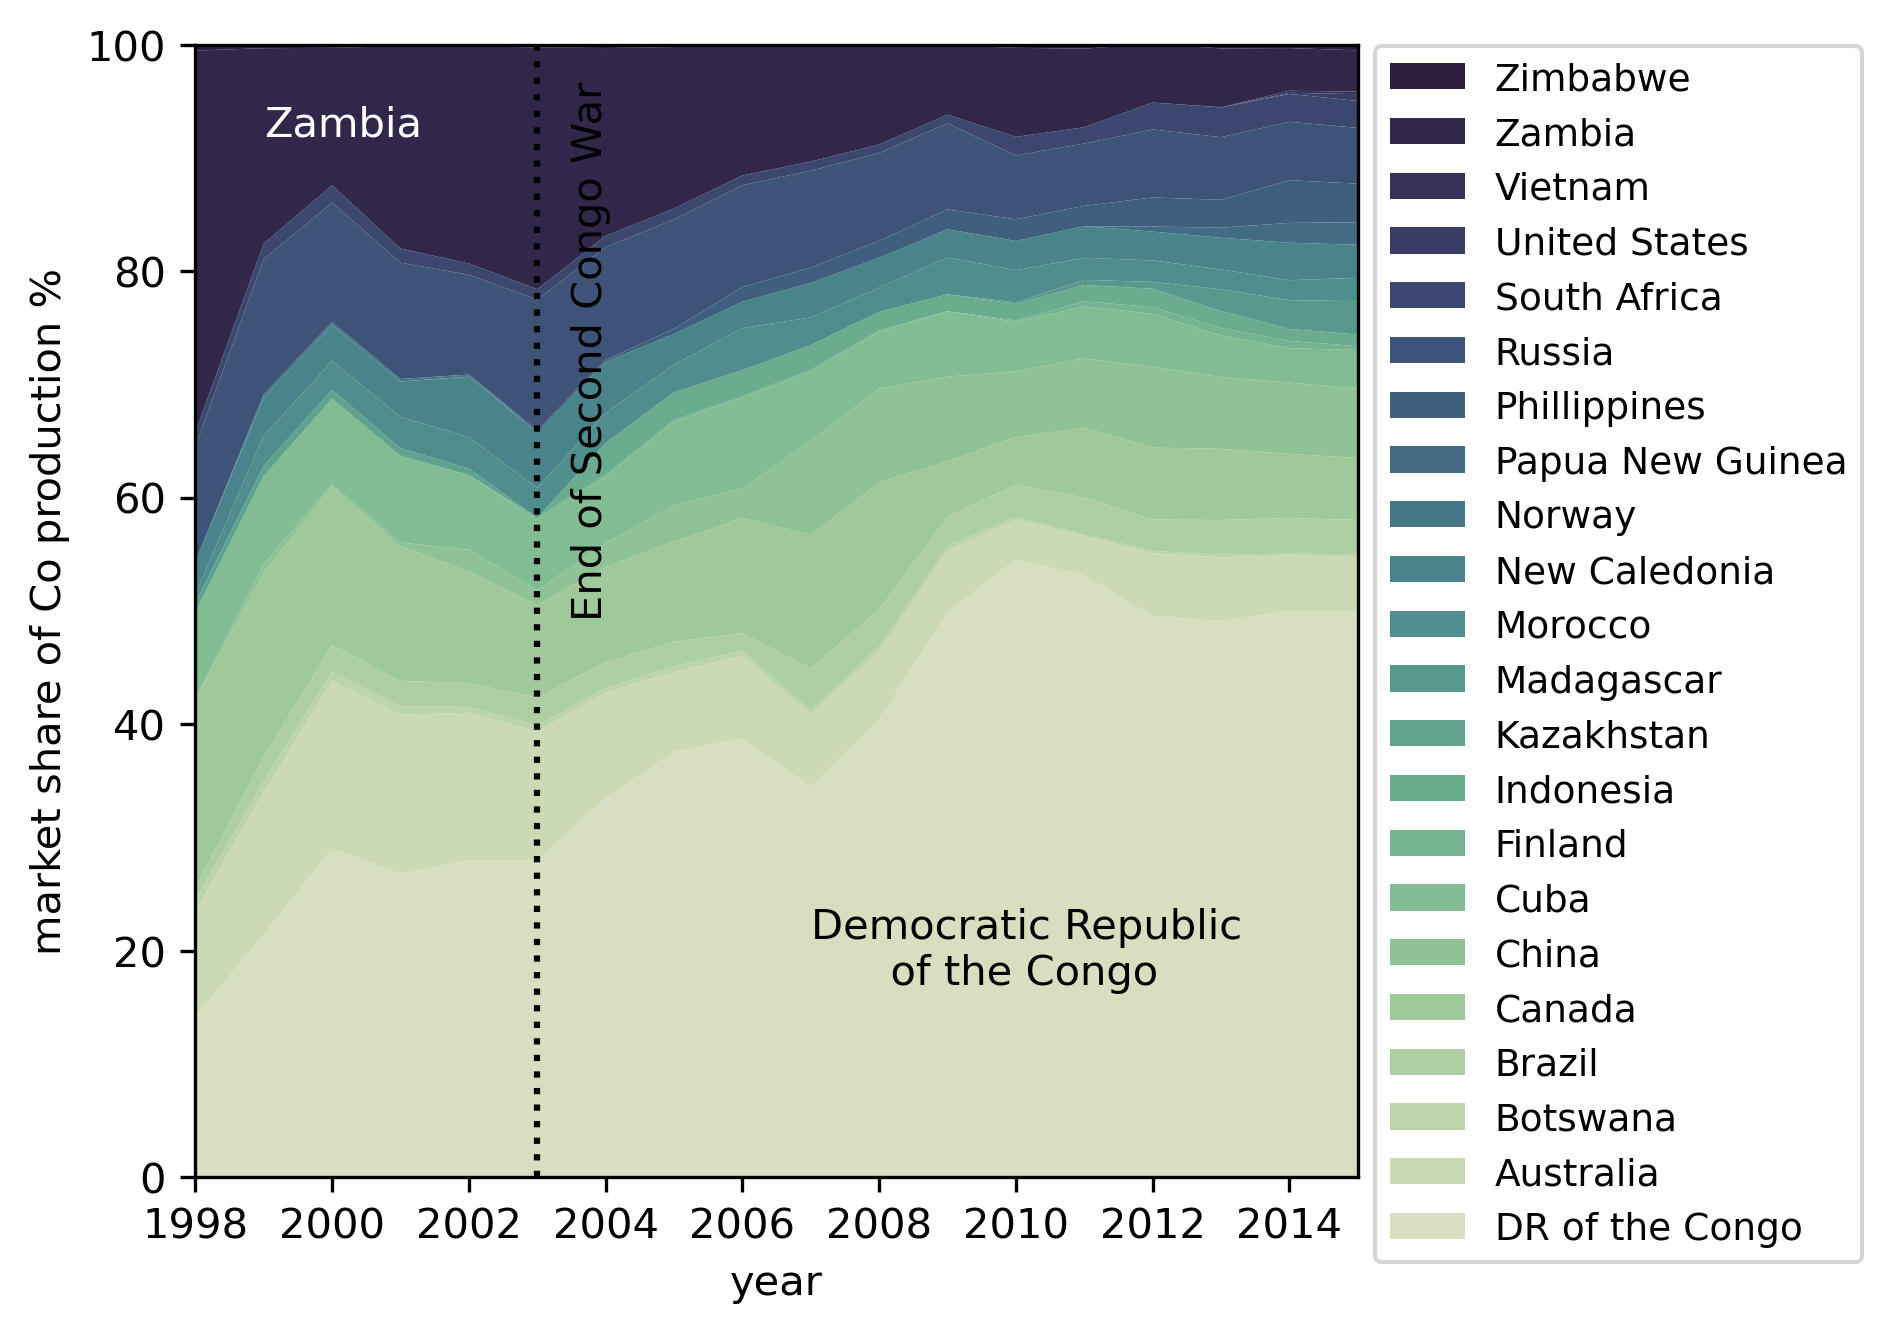 100
80
60
40
20
0
market share of Co production %
Zambia
End of Second Congo War
Democratic Republic
of the Congo
1998 2000 2002 2004 2006 2008 2010 2012 2014
year
Zimbabwe
Zambia
Vietnam
United States
South Africa
Russia
Phillippines
Papua New Guinea
Norway
New Caledonia
Morocco
Madagascar
Kazakhstan
Indonesia
Finland
Cuba
China
Canada
Brazil
Botswana
Australia
DR of the Congo